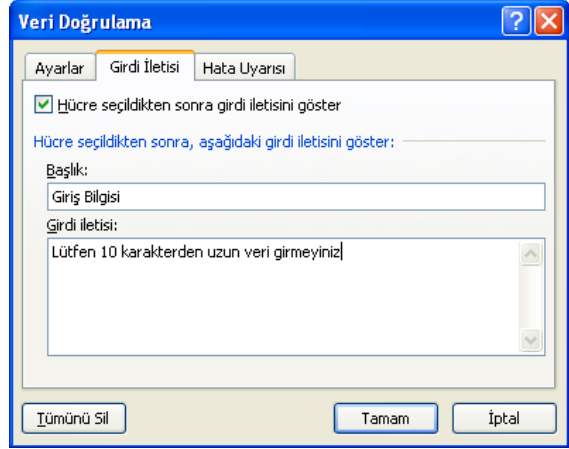 Veri Doğrulama
Ayarlar Girdi İletisi Hata Uyarısı
Hücre seçildikten sonra girdi iletisini göster
Hücre seçildikten sonra, aşağıdaki girdi iletisini göster:
Başlık:
Giriş Bilgisi
Girdi iletisi:
Lütfen 10 karakterden uzun veri girmeyiniz
Tümünü Sil Tamam İptal